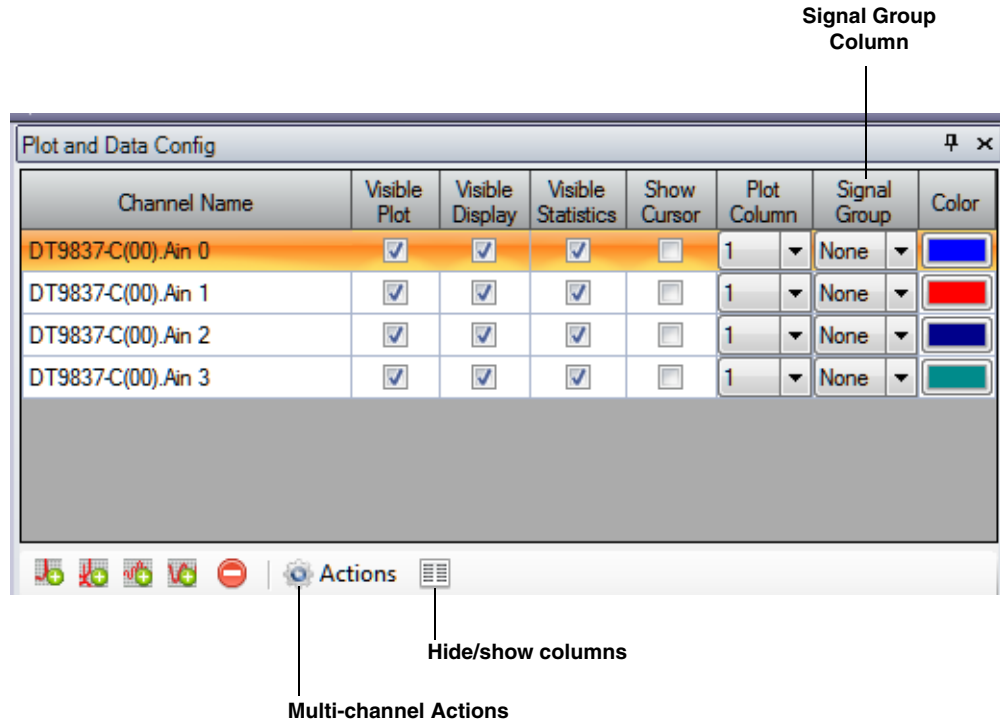 Signal Group
Column
Plot and Data Config
Channel Name Visible Plot Visible Display Visible Statistics Show Cursor Plot Column Signal Group Color
DT9837-C(00).Ain 0 1 None
DT9837-C(00).Ain 1 1 None
DT9837-C(00).Ain 2 1 None
DT9837-C(00).Ain 3 1 None
Actions
Hide/show columns
Multi-channel Actions